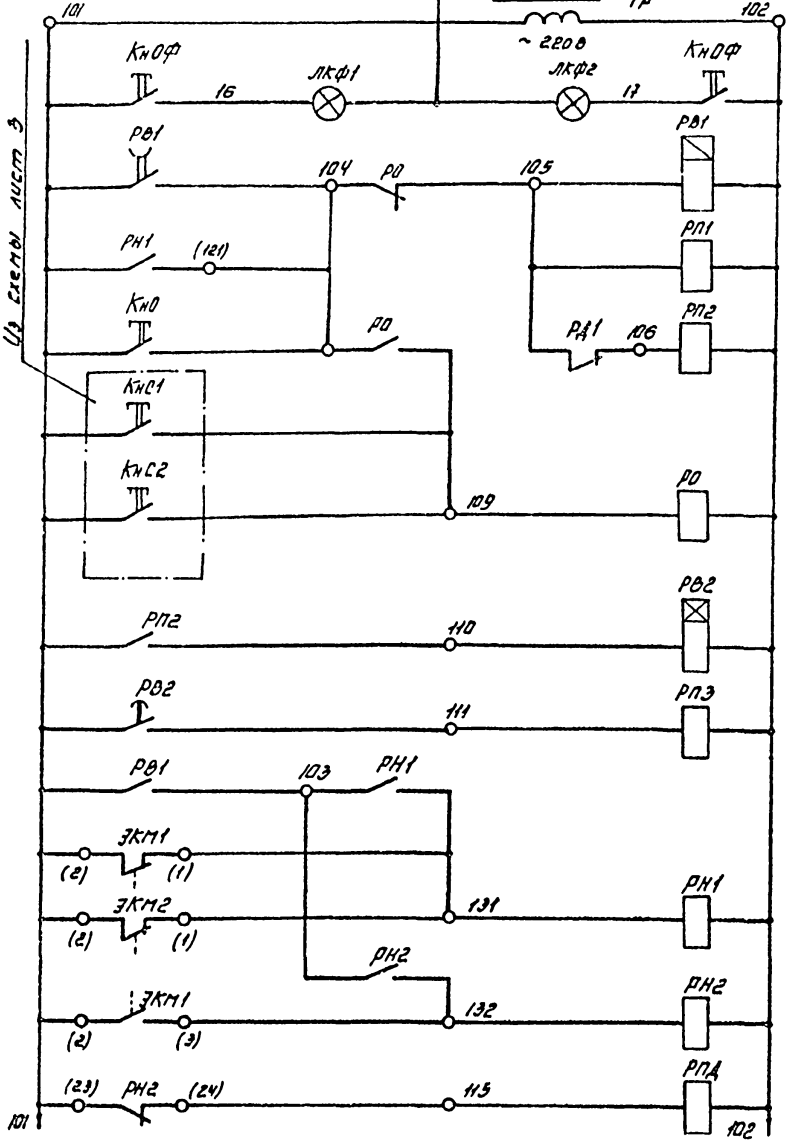 101
Тр
102
~ 220 в
КнОФ
16
ЛКФ1
ЛКФ2
17
КнОФ
РВ1
104
РО
105
РВ1
РН1
(121)
РП1
КнО
РО
РД1
106
РП2
Из схемы лист 3
КнС1
КнС2
109
РО
РП2
110
РВ2
РВ2
111
РП3
РВ1
103
РН1
ЭКМ1
(2)
(1)
ЭКМ2
(2)
(1)
131
РН1
РН2
ЭКМ1
(2)
(3)
132
РН2
(23)
РН2
(24)
115
РПД
101
102